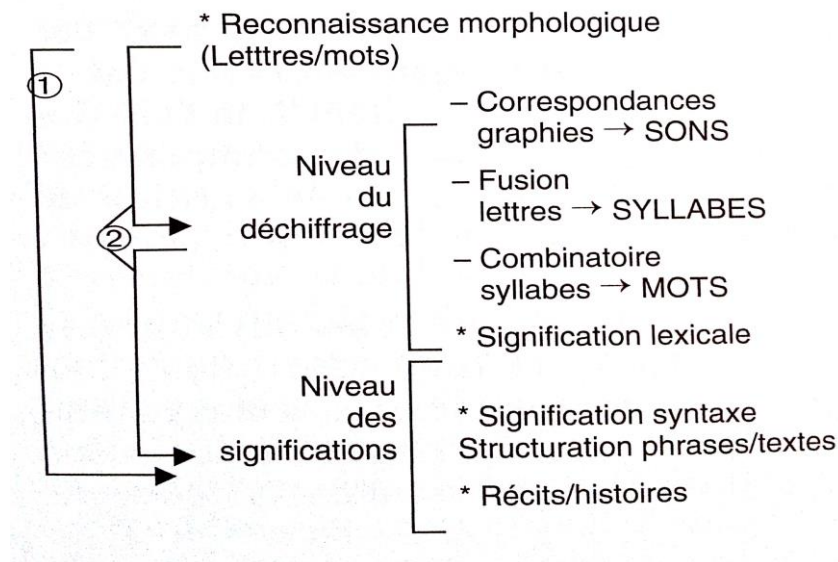 * Reconnaissance morphologique
(Letttres/mots)
①
– Correspondances
graphies → SONS
Niveau
du
déchiffrage
– Fusion
lettres → SYLLABES
②
– Combinatoire
syllabes → MOTS
* Signification lexicale
Niveau
des
significations
* Signification syntaxe
Structuration phrases/textes
* Récits/histoires